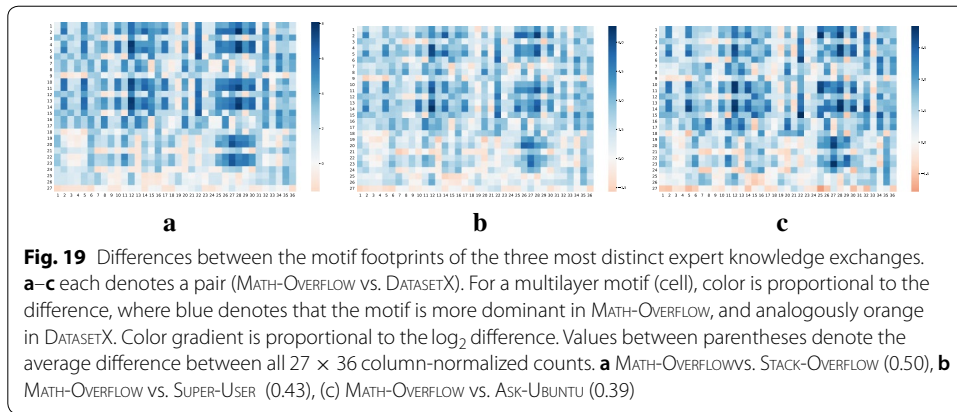 a
b
c
Fig. 19 Differences between the motif footprints of the three most distinct expert knowledge exchanges.
a–c each denotes a pair (MATH-OVERFLOW vs. DATASETX). For a multilayer motif (cell), color is proportional to the
difference, where blue denotes that the motif is more dominant in MATH-OVERFLOW, and analogously orange
in DATASETX. Color gradient is proportional to the log2 difference. Values between parentheses denote the
average difference between all 27 × 36 column-normalized counts. a MATH-OVERFLOWvs. STACK-OVERFLOW (0.50), b
MATH-OVERFLOW vs. SUPER-USER (0.43), (c) MATH-OVERFLOW vs. ASK-UBUNTU (0.39)